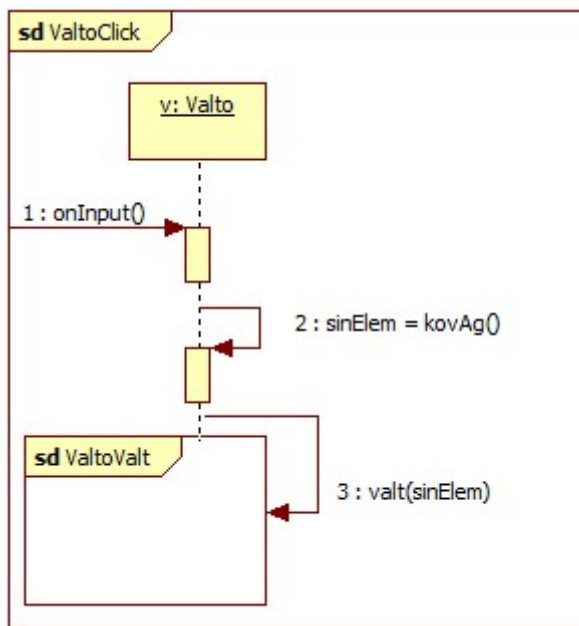 sd ValtoClick
v: Valto
1 : onInput()
2 : sinElem = kovAg()
sd ValtoValt
3 : valt(sinElem)